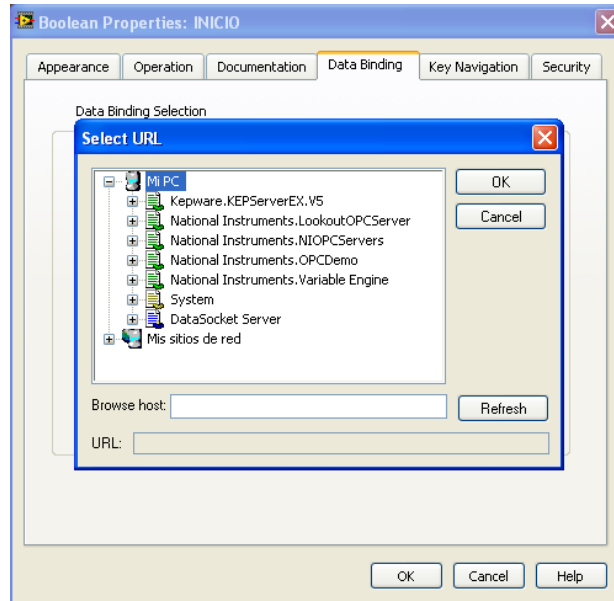 Boolean Properties: INICIO
Appearance Operation Documentation Data Binding Key Navigation Security
Data Binding Selection
Select URL
Mi PC
Kepware.KEPServerEX.V5
National Instruments.LookoutOPCServer
National Instruments.NIOPCServers
National Instruments.OPCDemo
National Instruments.Variable Engine
System
DataSocket Server
Mis sitios de red
OK
Cancel
Browse host:
Refresh
URL:
OK Cancel Help